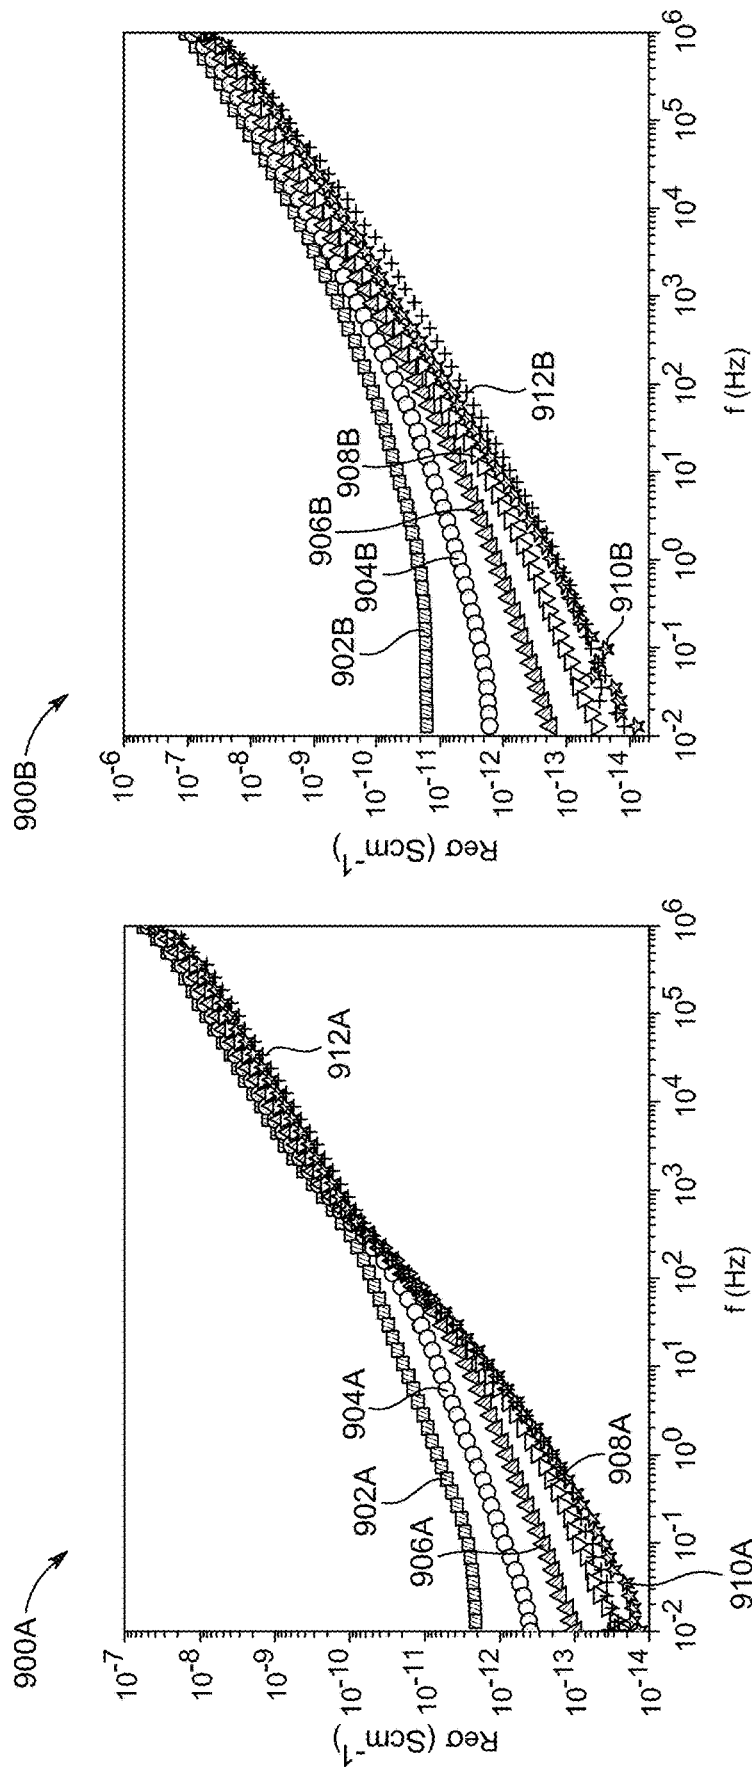 900A
10^-7
10^-8
10^-9
10^-10
10^-11
10^-12
10^-13
10^-14
Reσ (Scm^-1)
10^-2
10^-1
10^0
10^1
10^2
10^3
10^4
10^5
10^6
f (Hz)
902A
904A
906A
908A
910A
912A
900B
10^-6
10^-7
10^-8
10^-9
10^-10
10^-11
10^-12
10^-13
10^-14
Reσ (Scm^-1)
10^-2
10^-1
10^0
10^1
10^2
10^3
10^4
10^5
10^6
f (Hz)
902B
904B
906B
908B
910B
912B